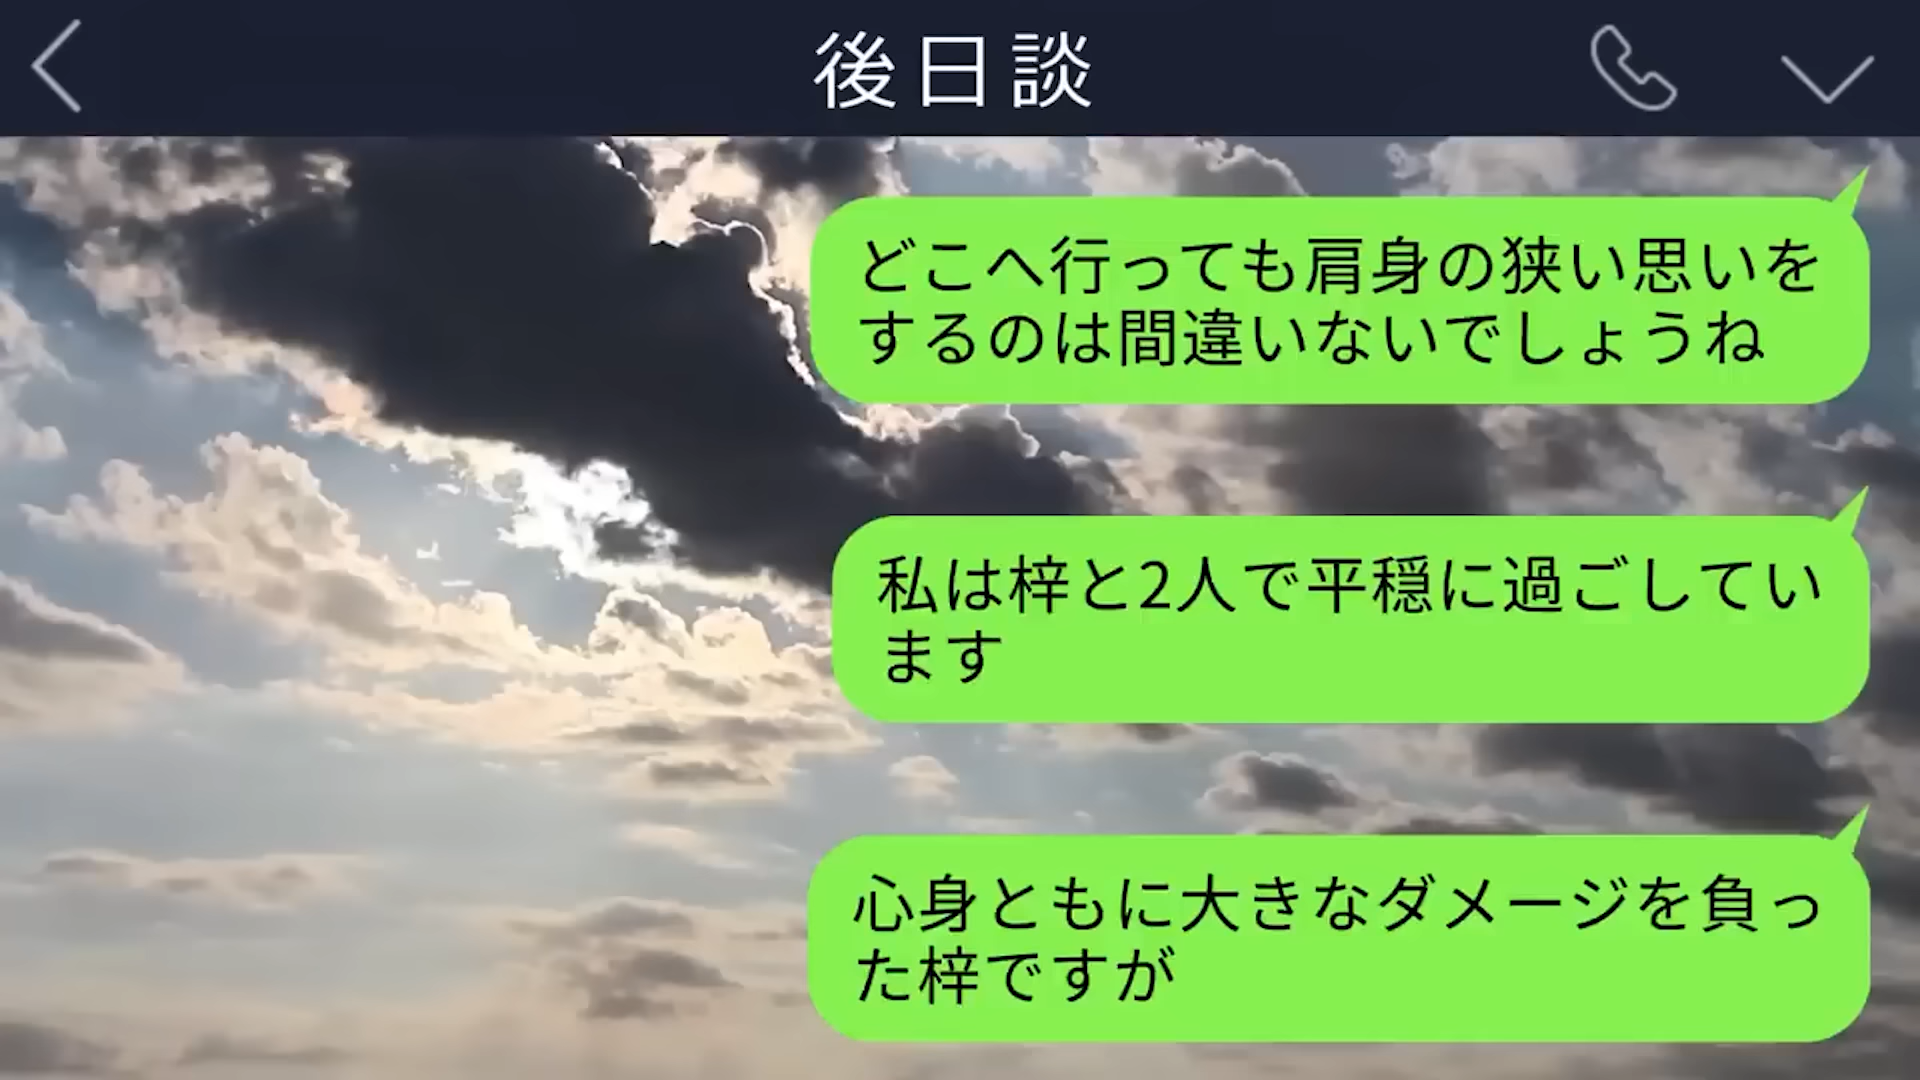 後日談
どこへ行っても肩身の狭い思いを
するのは間違いないでしょうね
私は梓と2人で平穏に過ごしてい
ます
心身ともに大きなダメージを負っ
た梓ですが